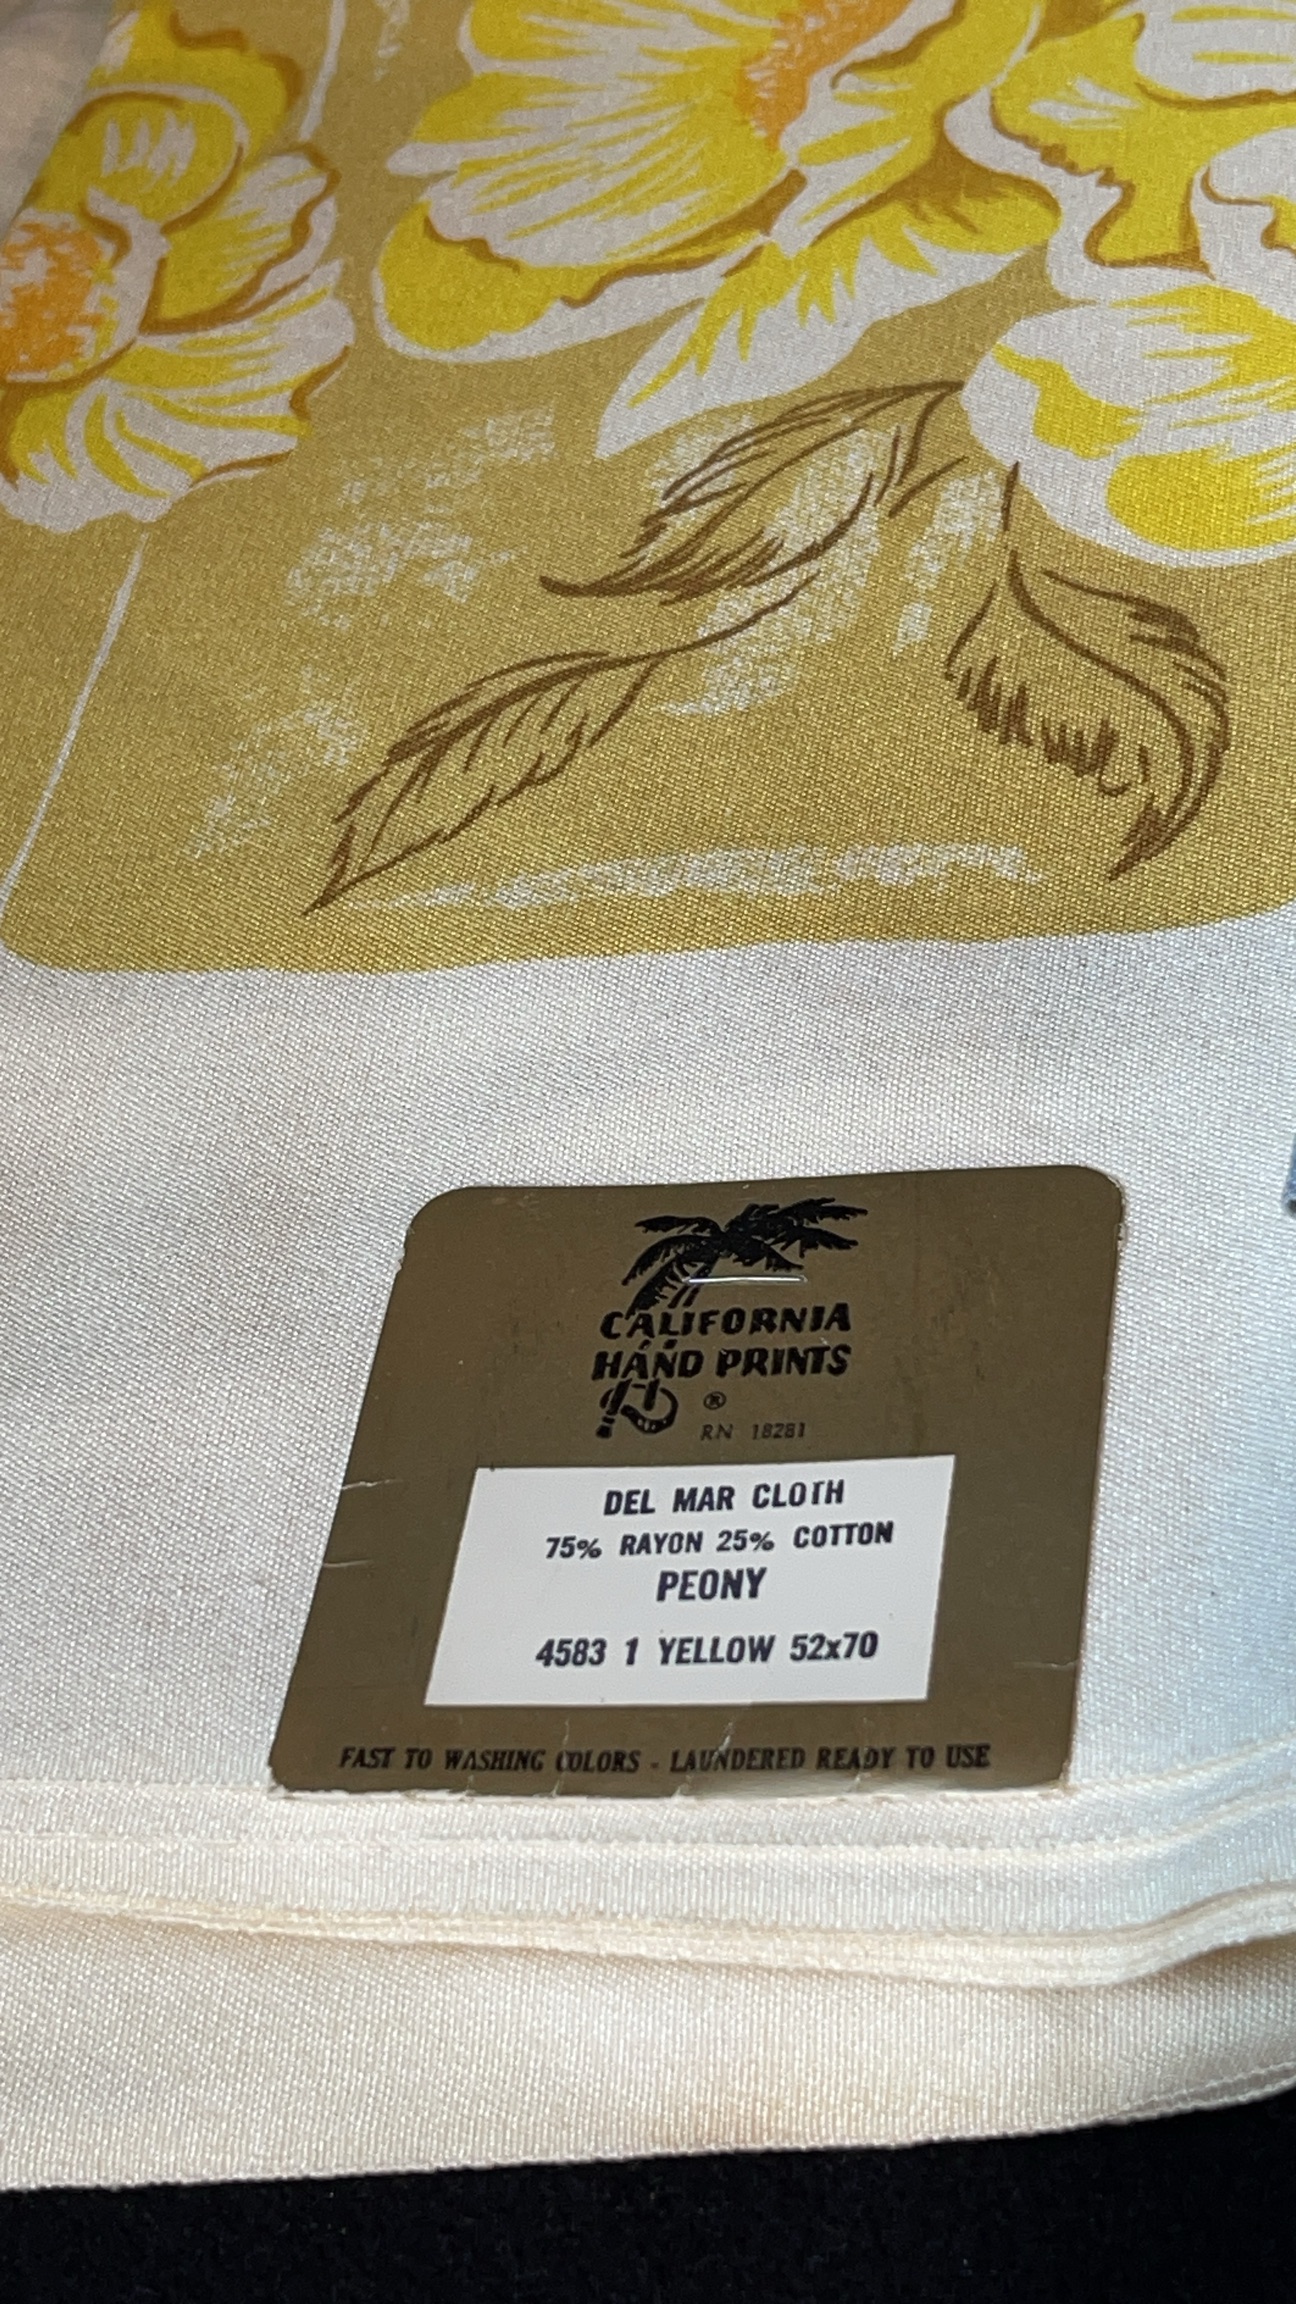 CALIFORNIA
HAND PRINTS
®
RN 18281
DEL MAR CLOTH
75% RAYON 25% COTTON
PEONY
4583 1 YELLOW 52x70
FAST TO WASHING COLORS - LAUNDERED READY TO USE